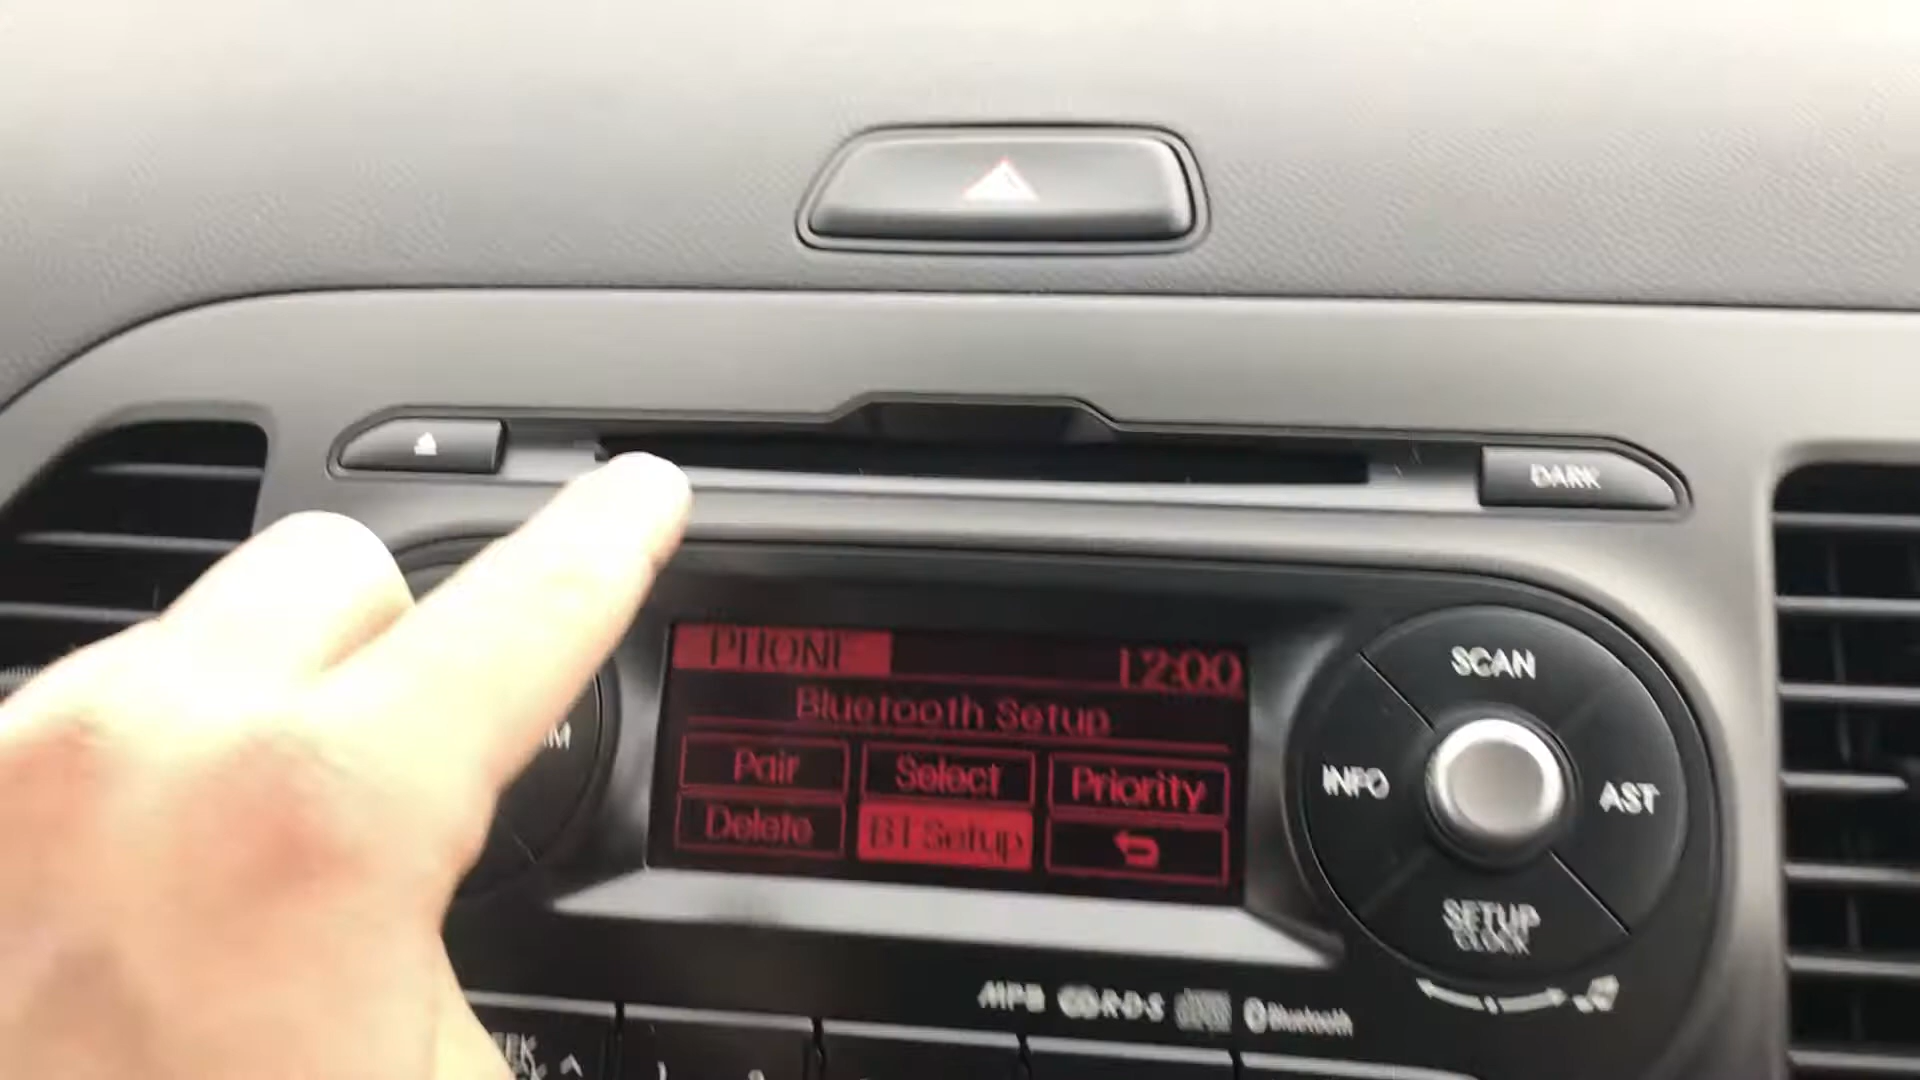 DARK
PHONE 12:00
Bluetooth Setup
Pair Select Priority
Delete BT Setup
SCAN
INFO
AST
SETUP
CLOCK
MP3 RDS Bluetooth